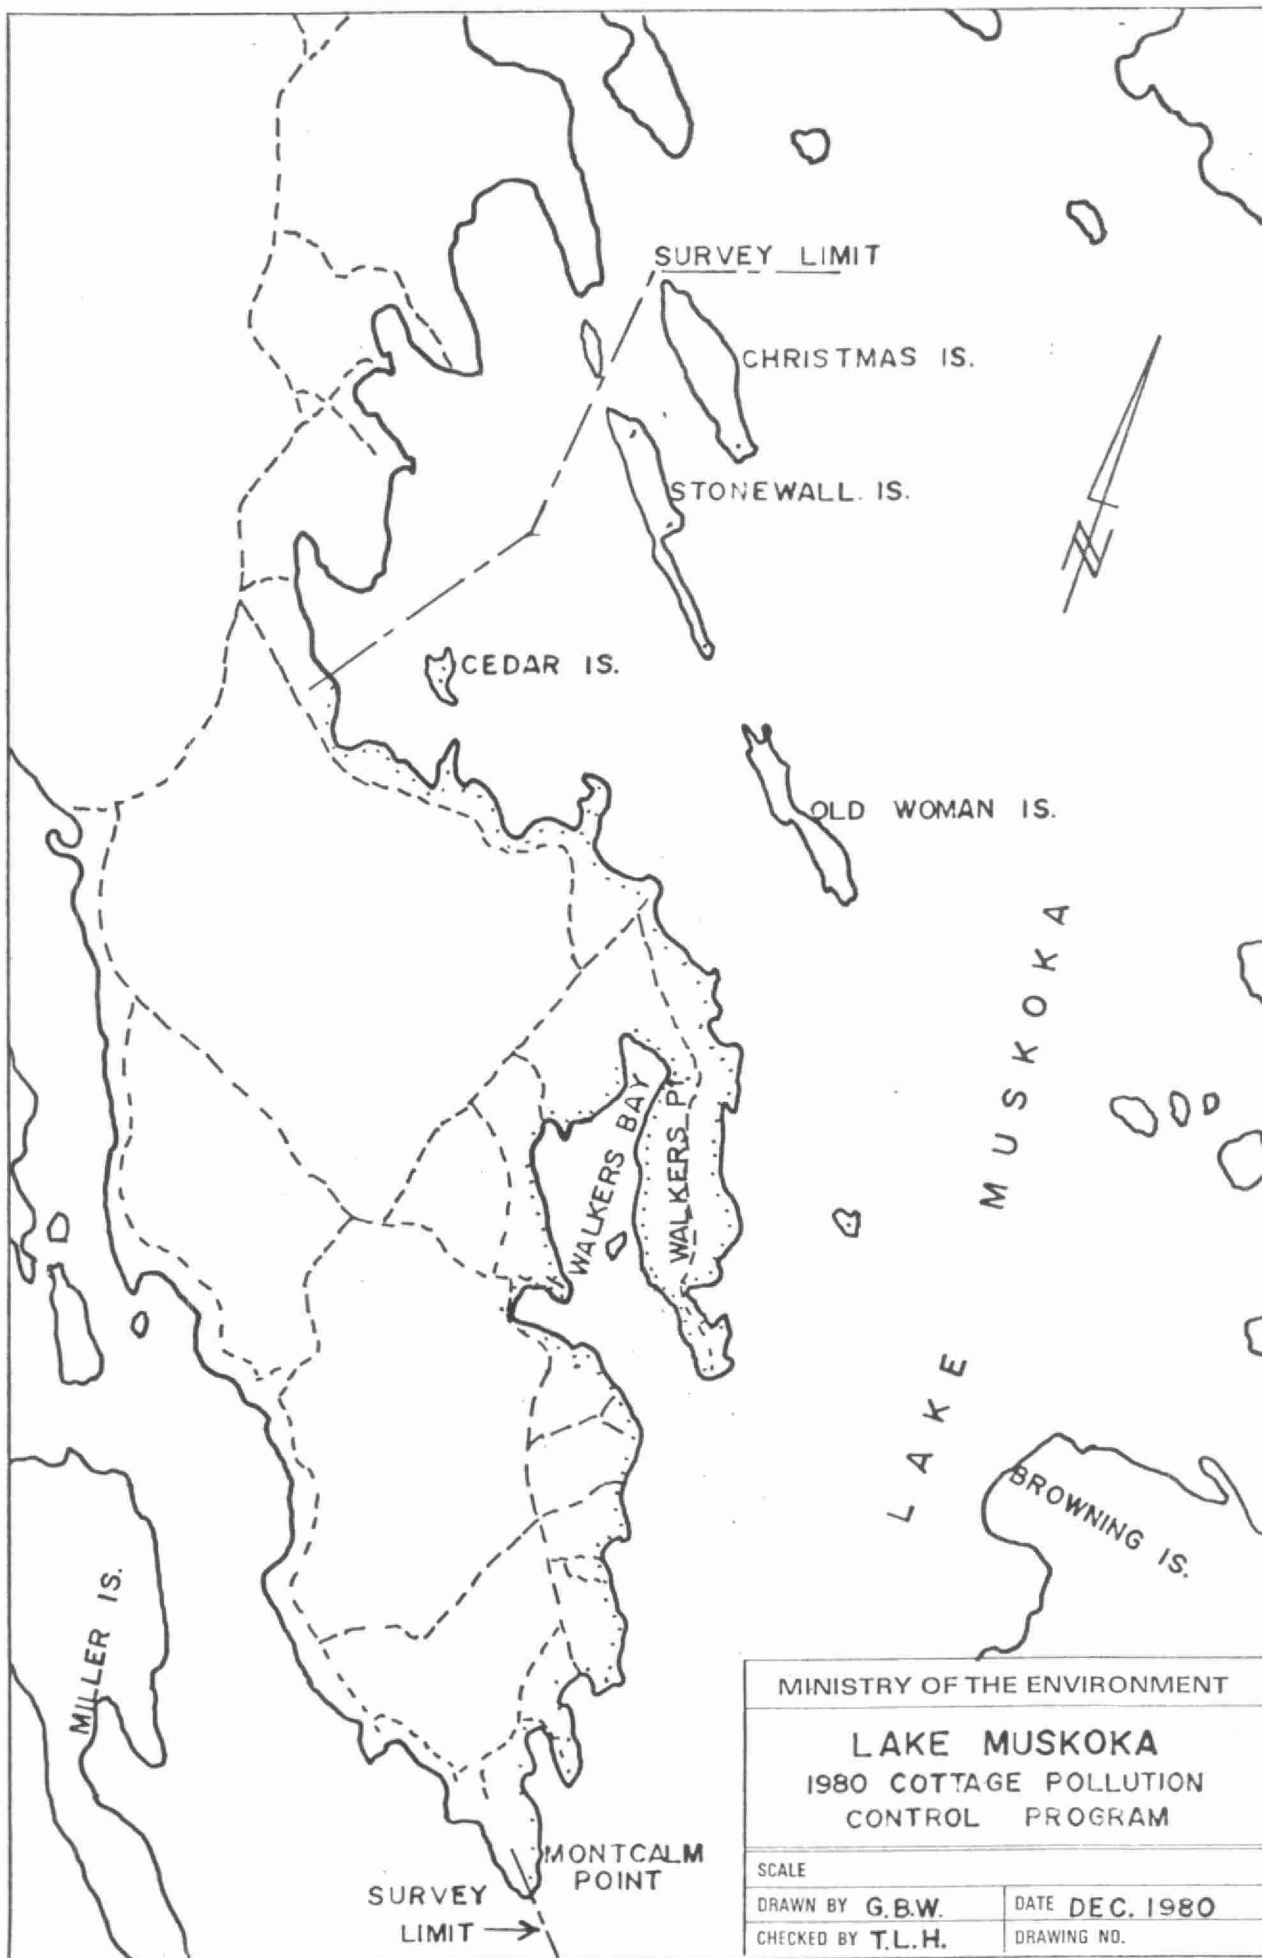 SURVEY LIMIT
CHRISTMAS IS.
STONEWALL. IS.
CEDAR IS.
OLD WOMAN IS.
LAKE MUSKOKA
WALKERS BAY
WALKERS Pt
BROWNING IS.
MILLER IS.
MONTCALM
POINT
SURVEY
LIMIT
N
MINISTRY OF THE ENVIRONMENT
LAKE MUSKOKA
1980 COTTAGE POLLUTION
CONTROL PROGRAM
SCALE
DRAWN BY G.B.W.
DATE DEC. 1980
CHECKED BY T.L.H.
DRAWING NO.